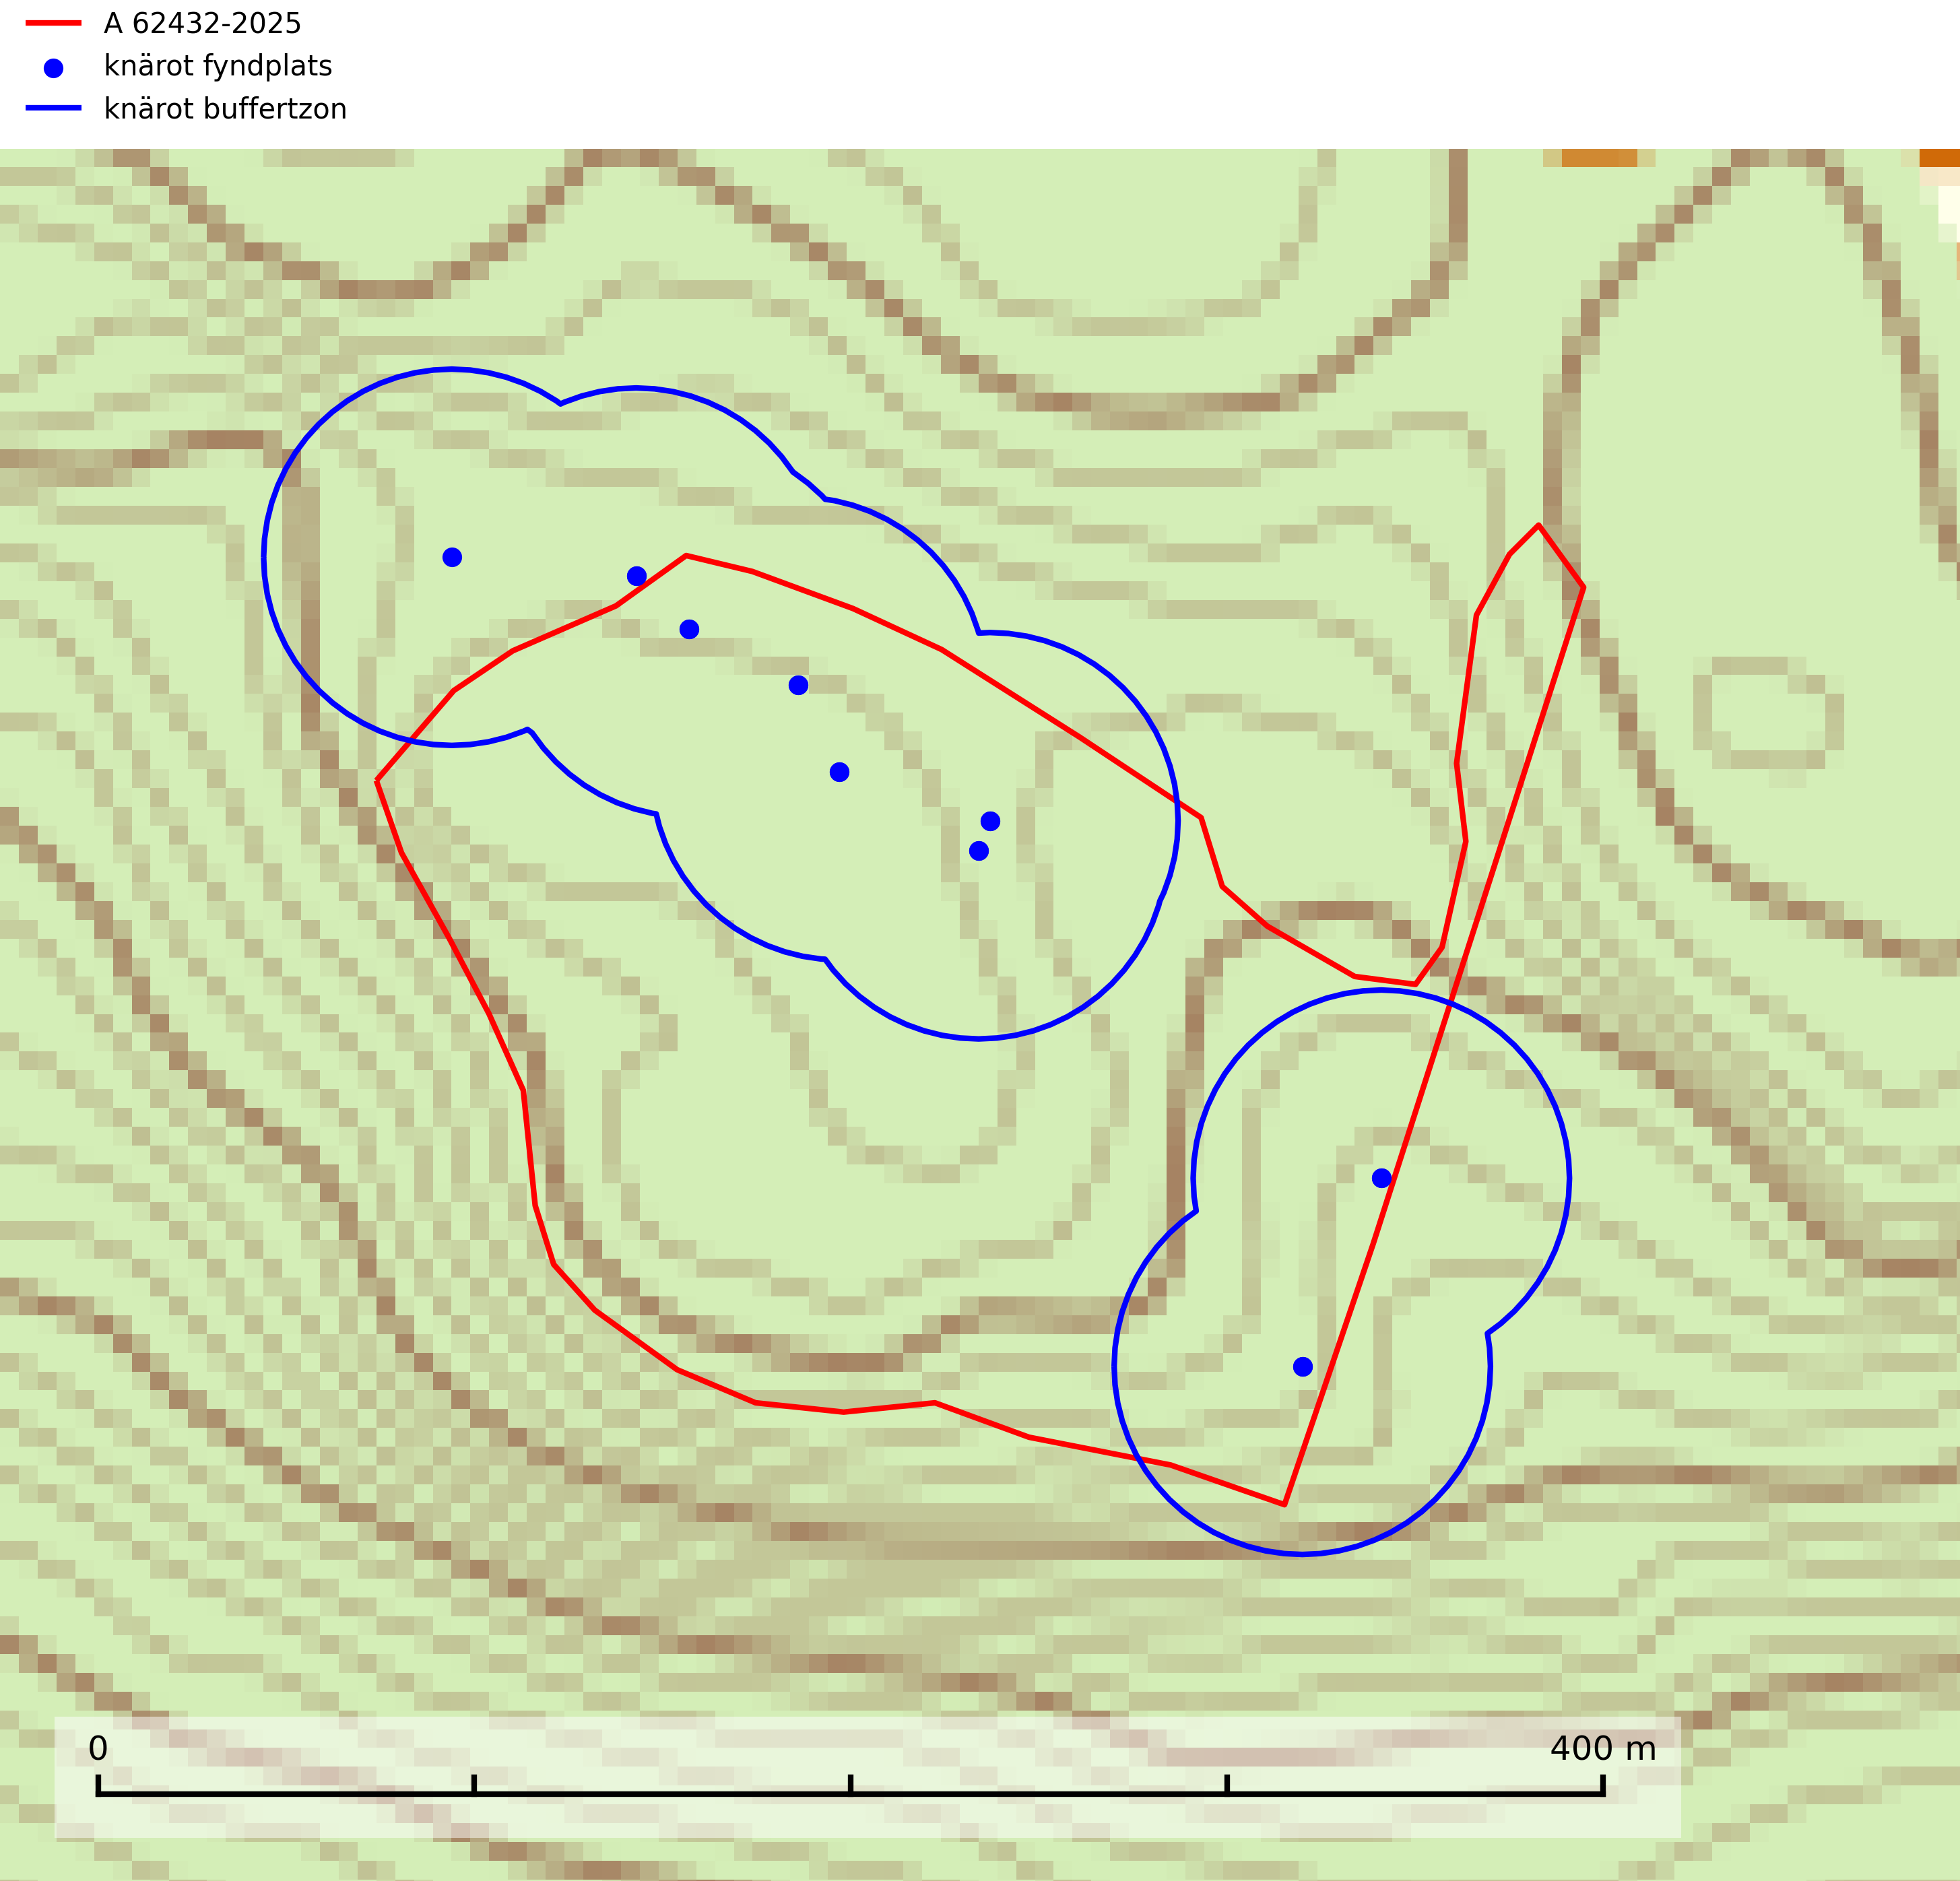 A 62432-2025
knärot fyndplats
knärot buffertzon
0
400 m